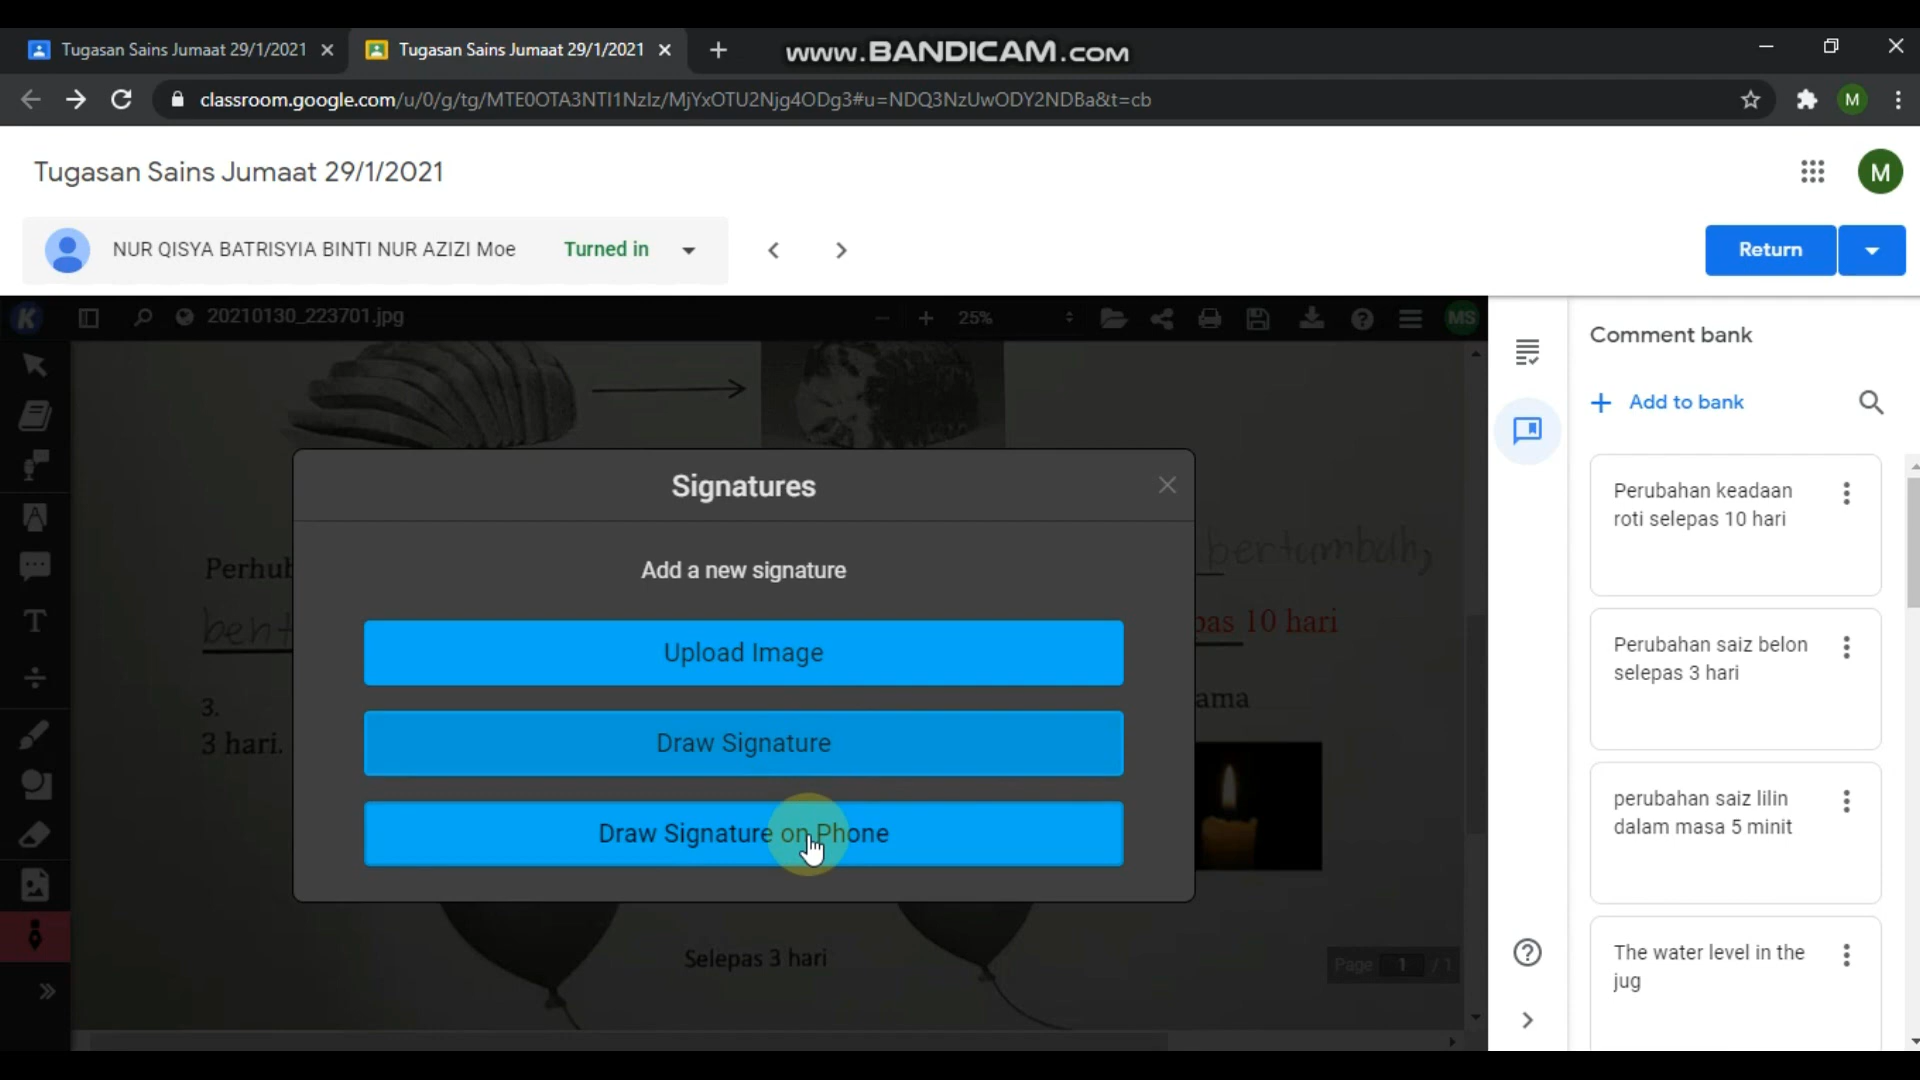 Tugasan Sains Jumaat 29/1/2021
Tugasan Sains Jumaat 29/1/2021
www.BANDICAM.com
classroom.google.com/u/0/g/tg/MTE0OTA3NTI1NzIz/MjYxOTU2Njg4ODg3#u=NDQ3NzUwODY2NDBa&t=cb
M
Tugasan Sains Jumaat 29/1/2021
M
NUR QISYA BATRISYIA BINTI NUR AZIZI Moe
Turned in
Return
K
20210130_223701.jpg
25%
MS
Signatures
Add a new signature
Upload Image
Draw Signature
Draw Signature on Phone
Perhub
bertambah,
bent
pas 10 hari
3.
ama
3 hari.
Selepas 3 hari
Page 1 / 1
Comment bank
Add to bank
Perubahan keadaan
roti selepas 10 hari
Perubahan saiz belon
selepas 3 hari
perubahan saiz lilin
dalam masa 5 minit
The water level in the
jug